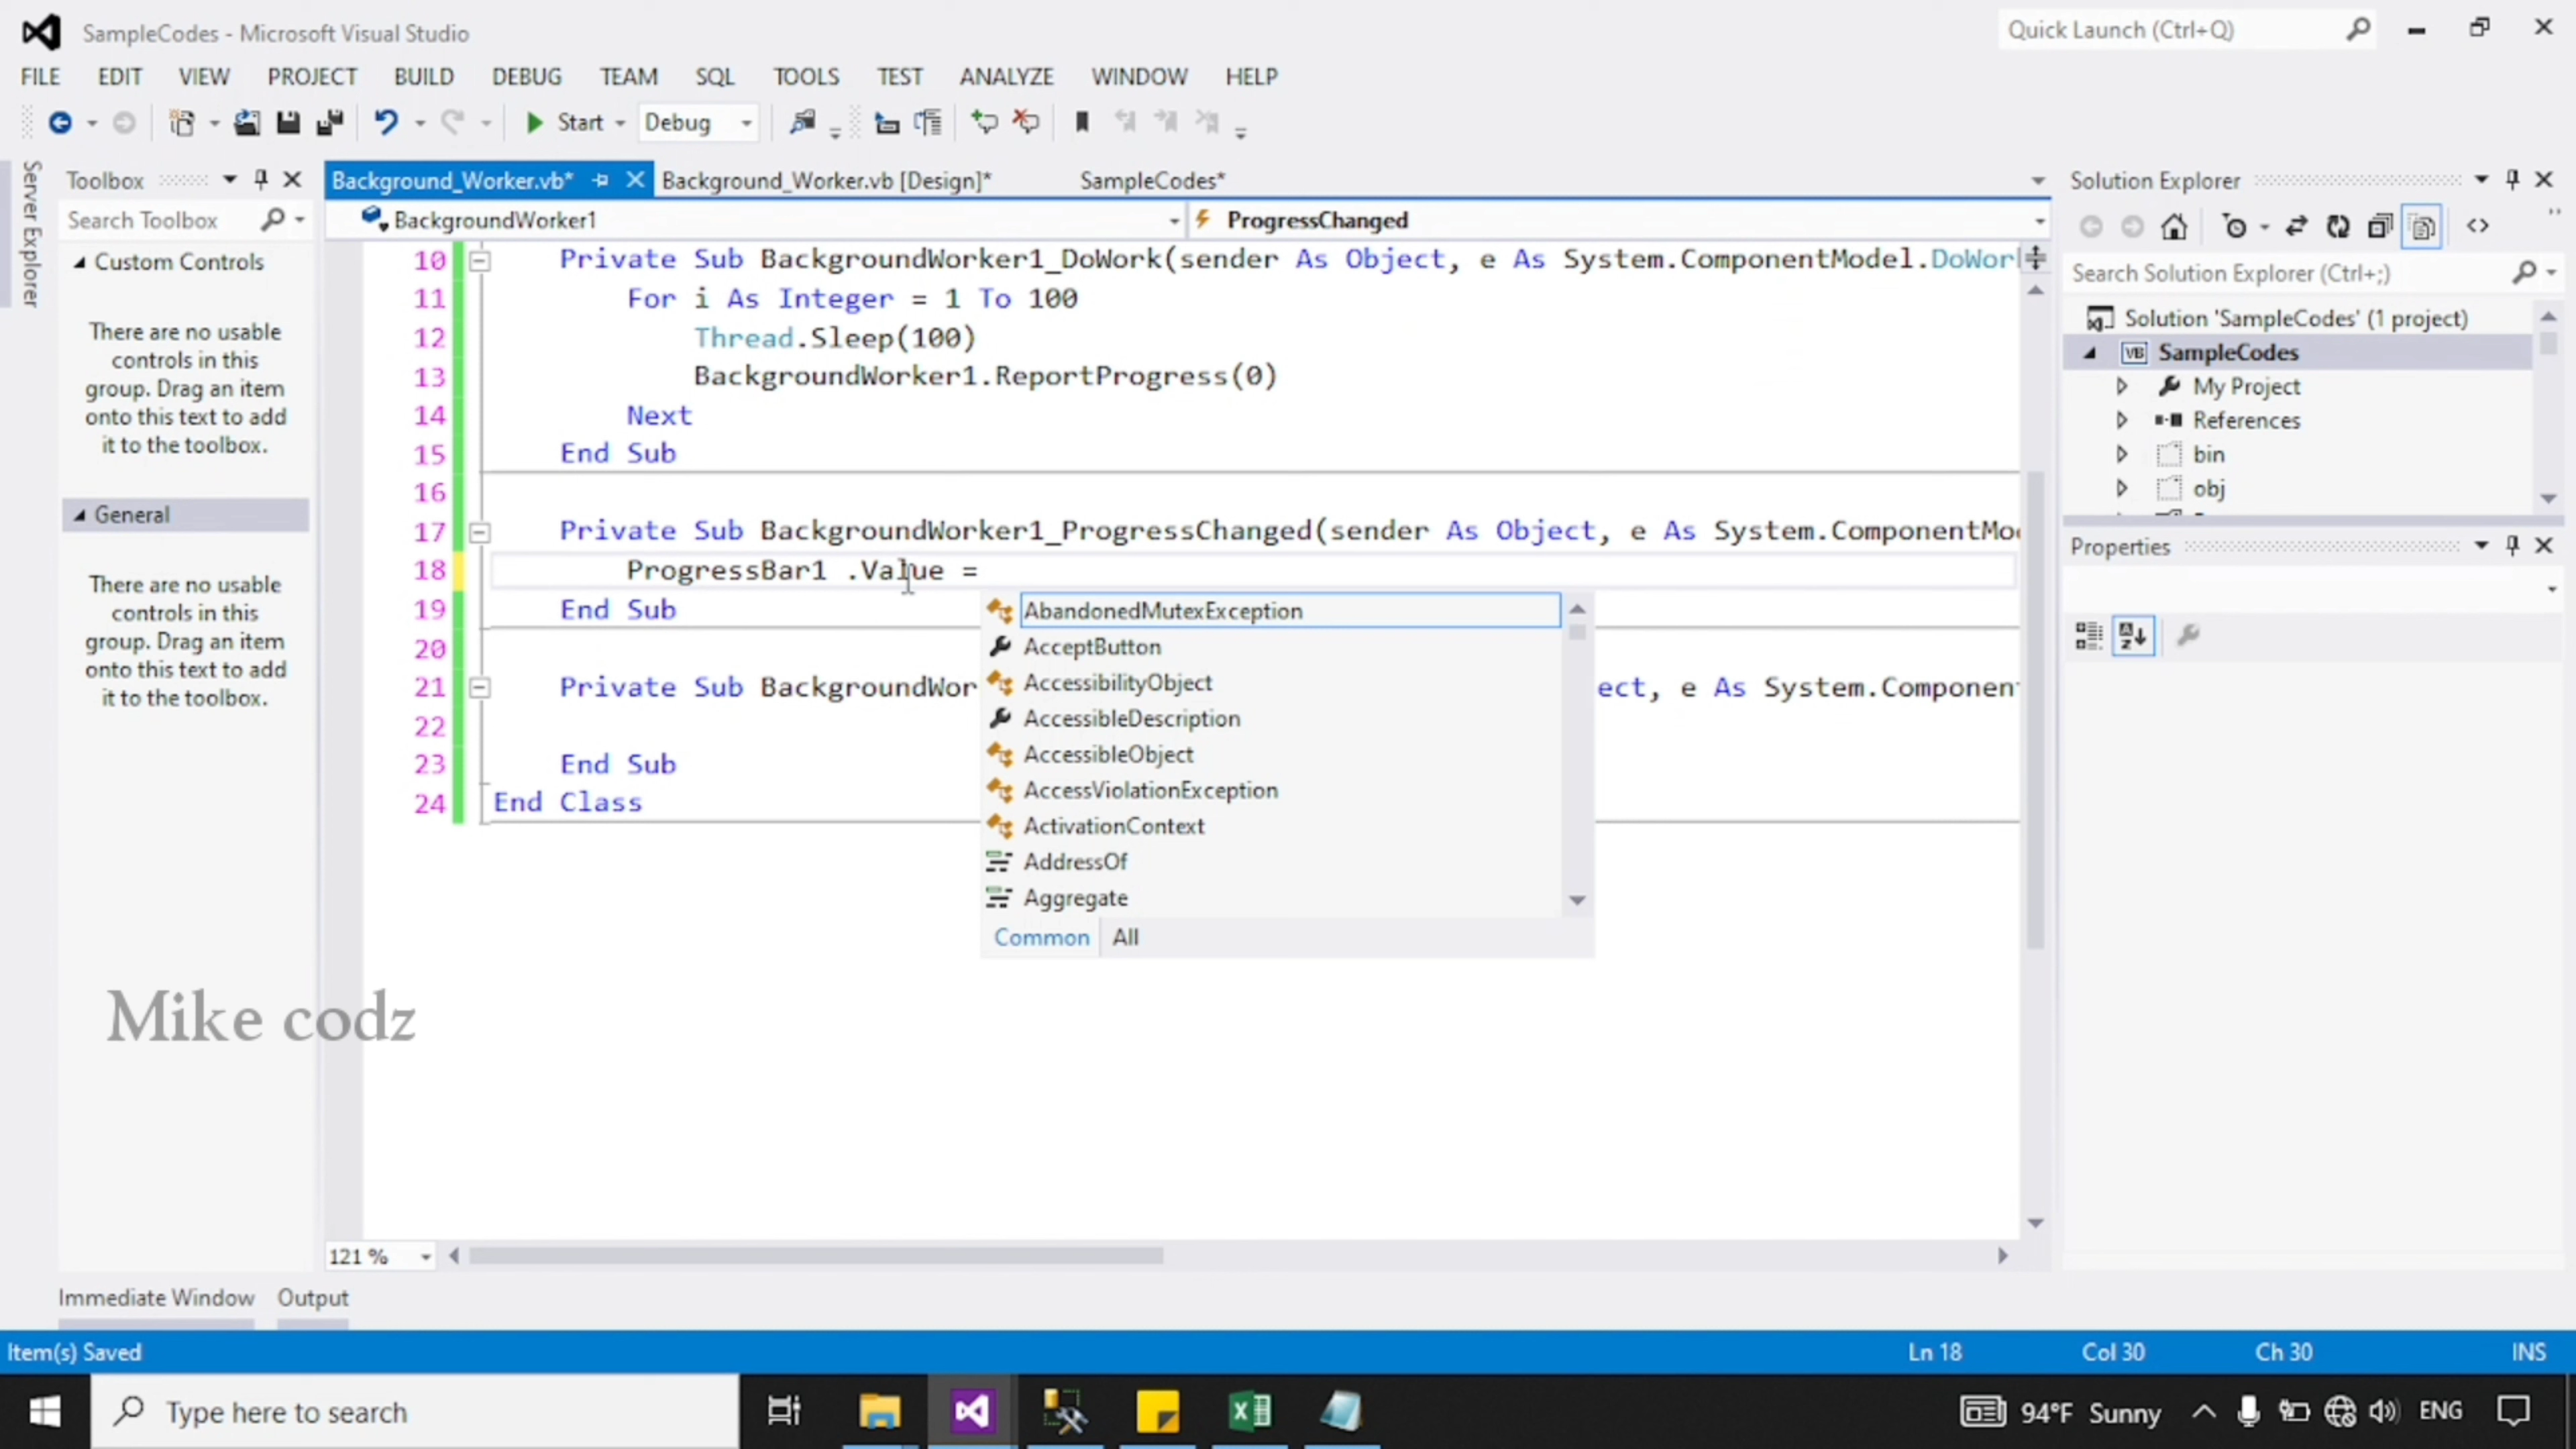 SampleCodes - Microsoft Visual Studio
Quick Launch (Ctrl+Q)
FILE EDIT VIEW PROJECT BUILD DEBUG TEAM SQL TOOLS TEST ANALYZE WINDOW HELP
Start Debug
Server Explorer
Toolbox
Search Toolbox
Custom Controls
There are no usable
controls in this
group. Drag an item
onto this text to add
it to the toolbox.
General
There are no usable
controls in this
group. Drag an item
onto this text to add
it to the toolbox.
Background_Worker.vb* Background_Worker.vb [Design]* SampleCodes*
BackgroundWorker1 ProgressChanged
10 Private Sub BackgroundWorker1_DoWork(sender As Object, e As System.ComponentModel.DoWork
11 For i As Integer = 1 To 100
12 Thread.Sleep(100)
13 BackgroundWorker1.ReportProgress(0)
14 Next
15 End Sub
16
17 Private Sub BackgroundWorker1_ProgressChanged(sender As Object, e As System.ComponentMod
18 ProgressBar1 .Value =
19 End Sub
20
21 Private Sub BackgroundWor ect, e As System.Component
22
23 End Sub
24 End Class
AbandonedMutexException
AcceptButton
AccessibilityObject
AccessibleDescription
AccessibleObject
AccessViolationException
ActivationContext
AddressOf
Aggregate
Common All
121 %
Solution Explorer
Search Solution Explorer (Ctrl+;)
Solution 'SampleCodes' (1 project)
VB SampleCodes
My Project
References
bin
obj
Properties
Mike codz
Immediate Window Output
Item(s) Saved Ln 18 Col 30 Ch 30 INS
Type here to search
94°F Sunny ENG